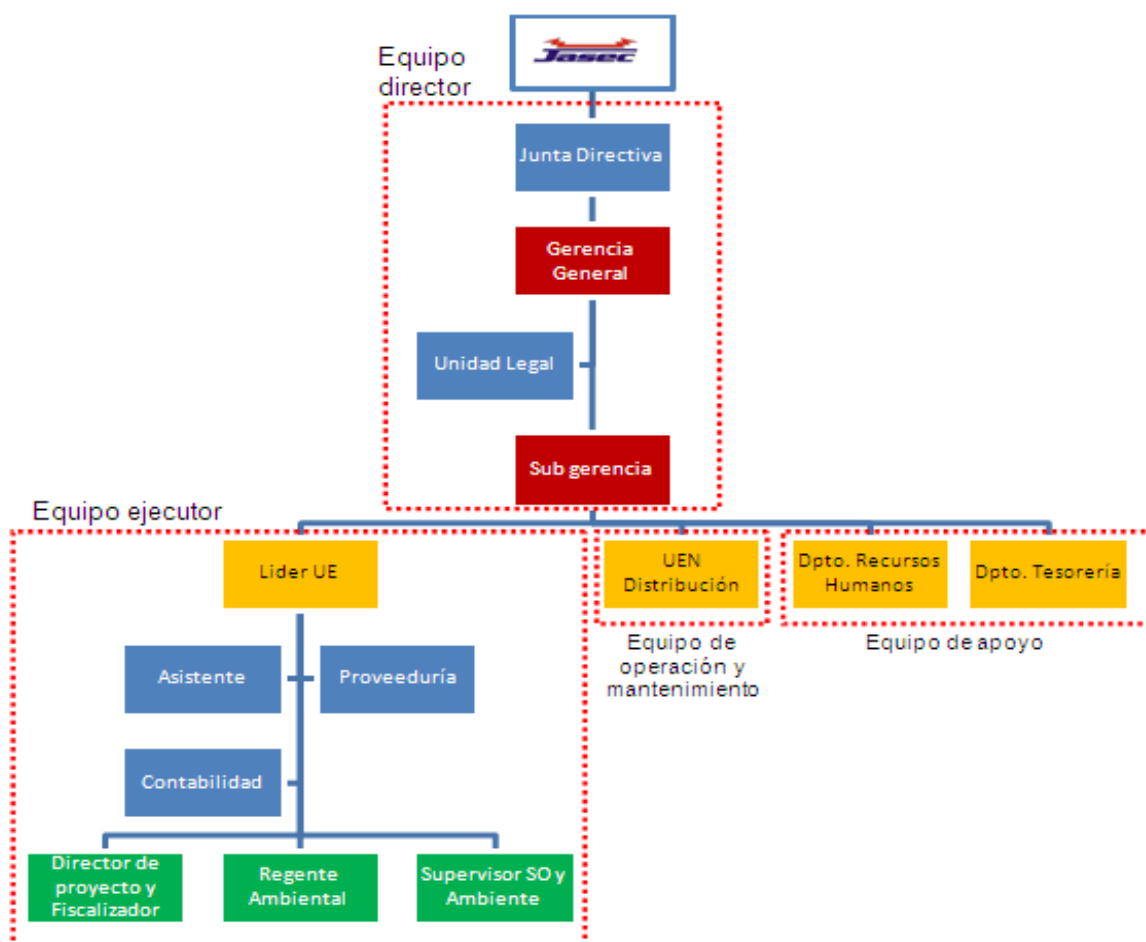 Equipo
director
Jasec
Junta Directiva
Gerencia
General
Unidad Legal
Sub gerencia
Equipo ejecutor
Lider UE
UEN
Distribución
Dpto. Recursos
Humanos
Dpto. Tesorería
Equipo de
operación y
mantenimiento
Equipo de apoyo
Asistente
Proveeduría
Contabilidad
Director de
proyecto y
Fiscalizador
Regente
Ambiental
Supervisor SO y
Ambiente